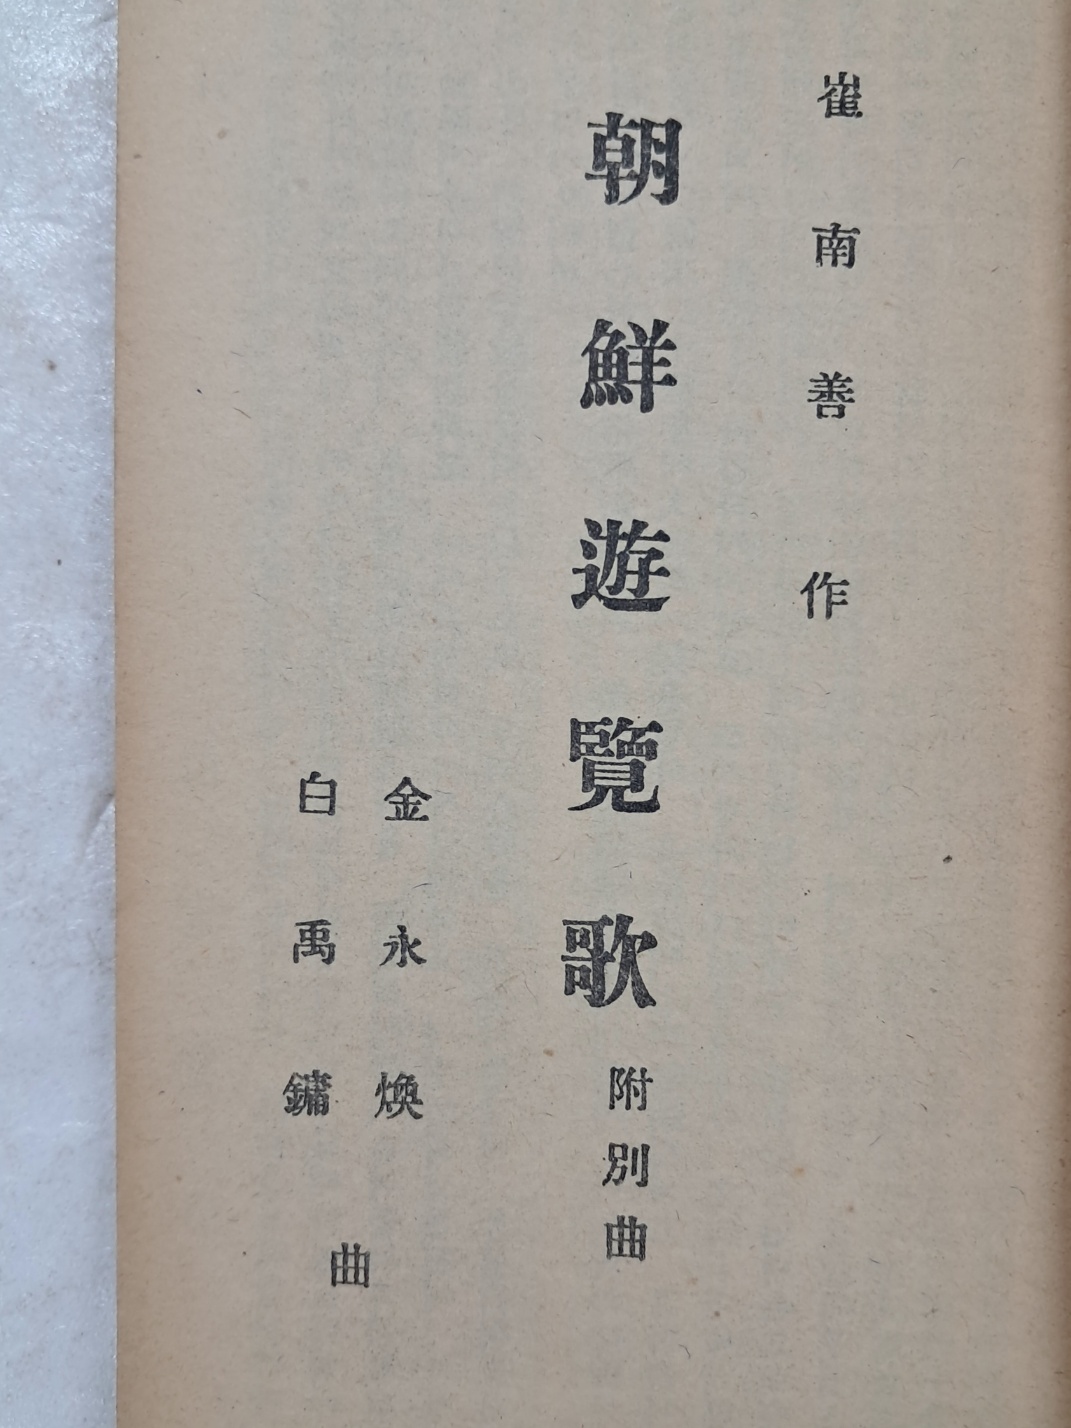 崔南善作
朝鮮遊覽歌 附別曲
金永煥
白禹鏞
曲